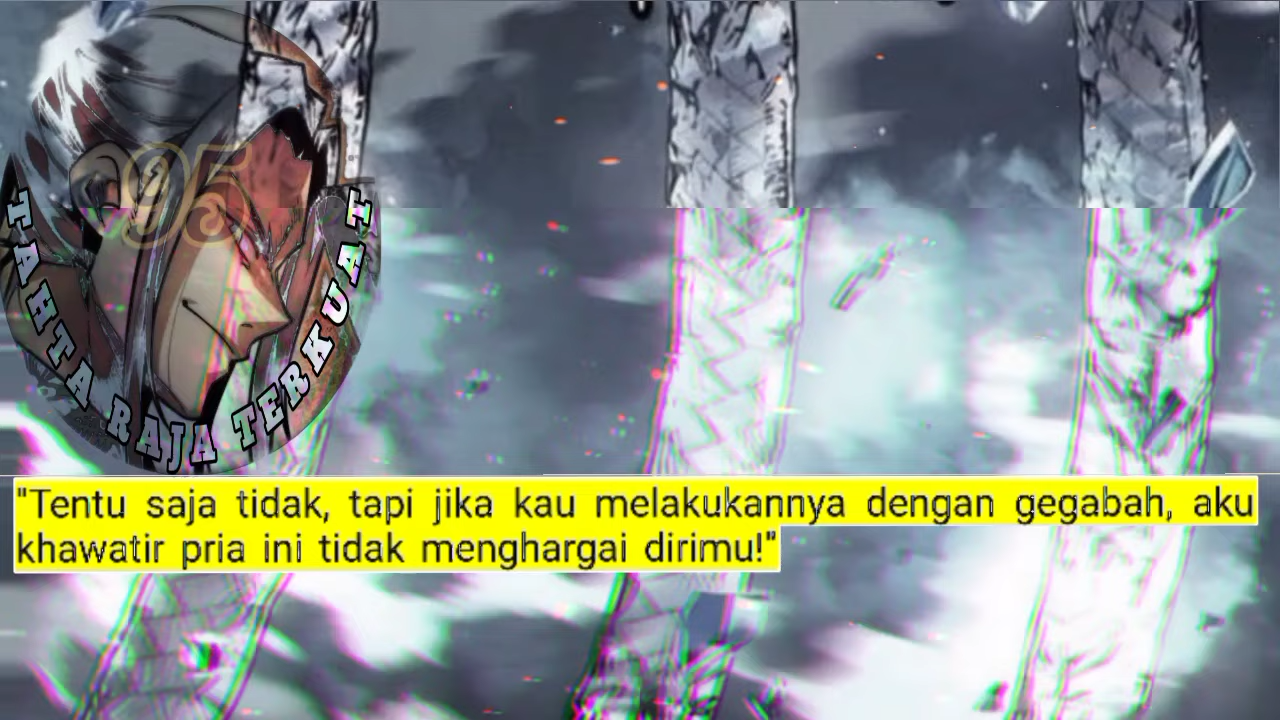 95
TAHTA RAJA TERKUAT
"Tentu saja tidak, tapi jika kau melakukannya dengan gegabah, aku
khawatir pria ini tidak menghargai dirimu!"